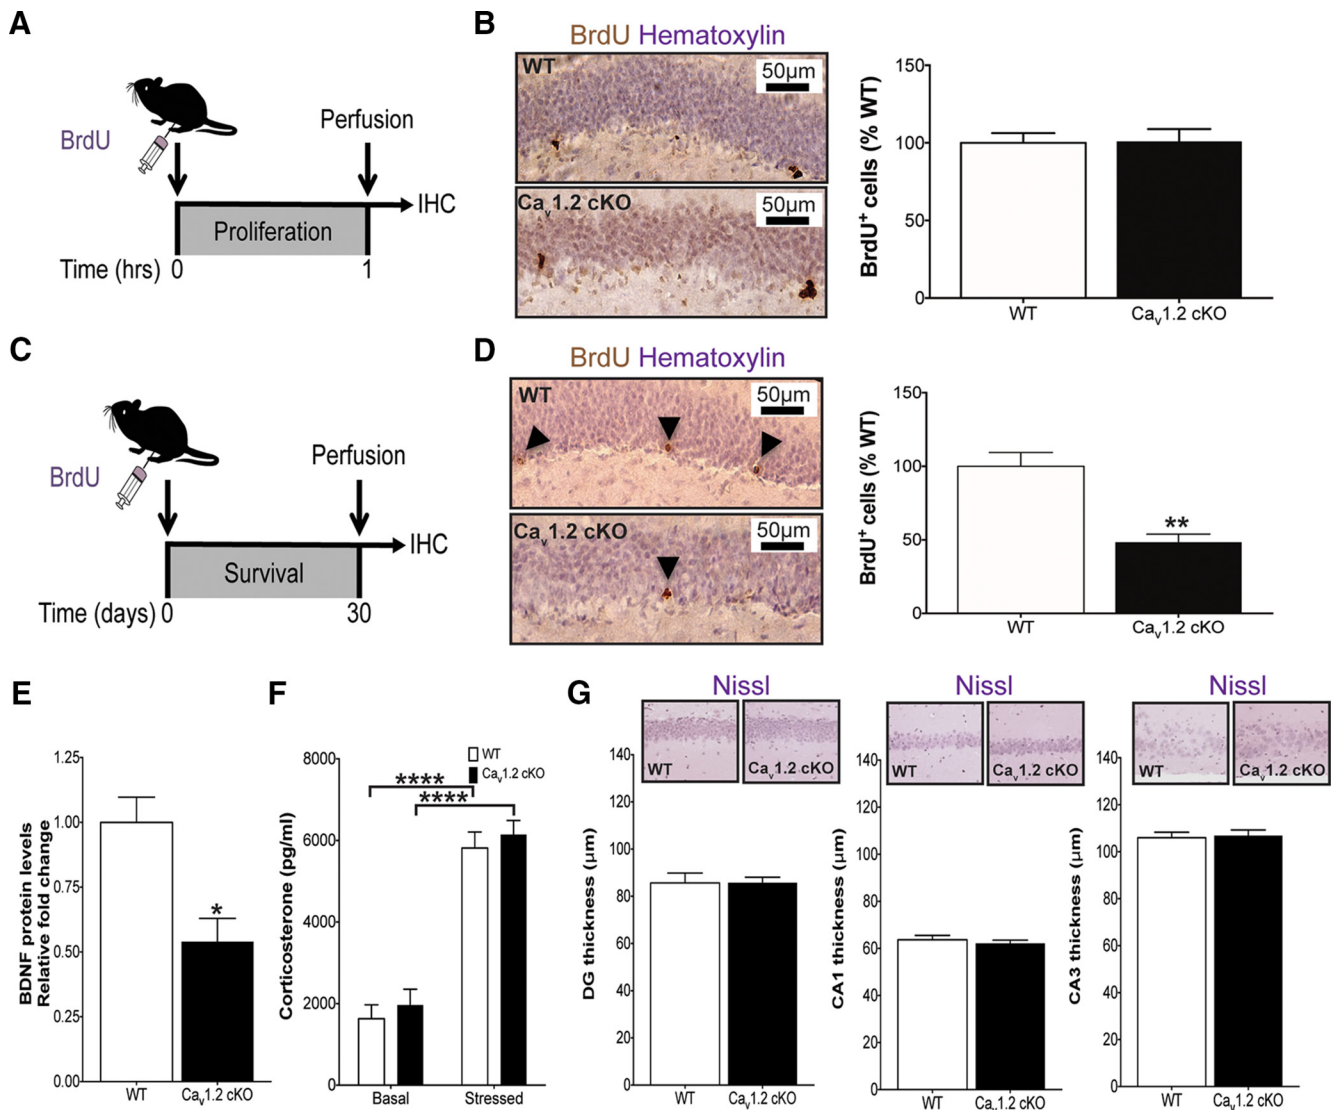 A
BrdU
Perfusion
IHC
Proliferation
Time (hrs) 0 1
B
BrdU Hematoxylin
WT
50µm
Cav1.2 cKO
50µm
BrdU+ cells (% WT)
150
100
50
0
WT Cav1.2 cKO
C
BrdU
Perfusion
IHC
Survival
Time (days) 0 30
D
BrdU Hematoxylin
WT
50µm
Cav1.2 cKO
50µm
BrdU+ cells (% WT)
150
100
50
0
**
WT Cav1.2 cKO
E
BDNF protein levels
Relative fold change
1.25
1.00
0.75
0.50
0.25
0.00
*
WT Cav1.2 cKO
F
Corticosterone (pg/ml)
8000
6000
4000
2000
0
WT
Cav1.2 cKO
****
****
Basal Stressed
G
Nissl
WT
Cav1.2 cKO
DG thickness (µm)
140
120
100
80
60
40
20
0
WT Cav1.2 cKO
Nissl
WT
Cav1.2 cKO
CA1 thickness (µm)
140
120
100
80
60
40
20
0
WT Ca..1.2 cKO
Nissl
WT
Cav1.2 cKO
CA3 thickness (µm)
140
120
100
80
60
40
20
0
WT Cav1.2 cKO